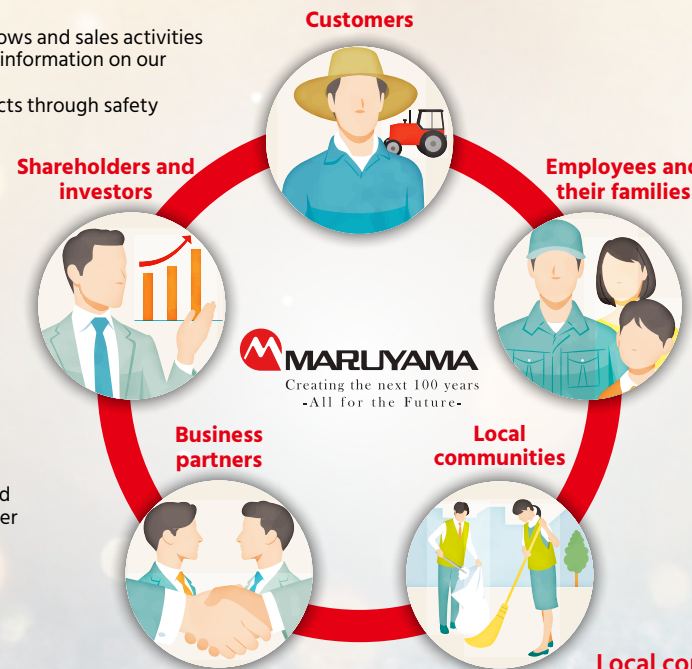 Customers
ows and sales activities
information on our
cts through safety
Shareholders and
investors
Employees and
their families
MARUYAMA
Creating the next 100 years
-All for the Future-
Business
partners
Local
communities
d
er
Local co